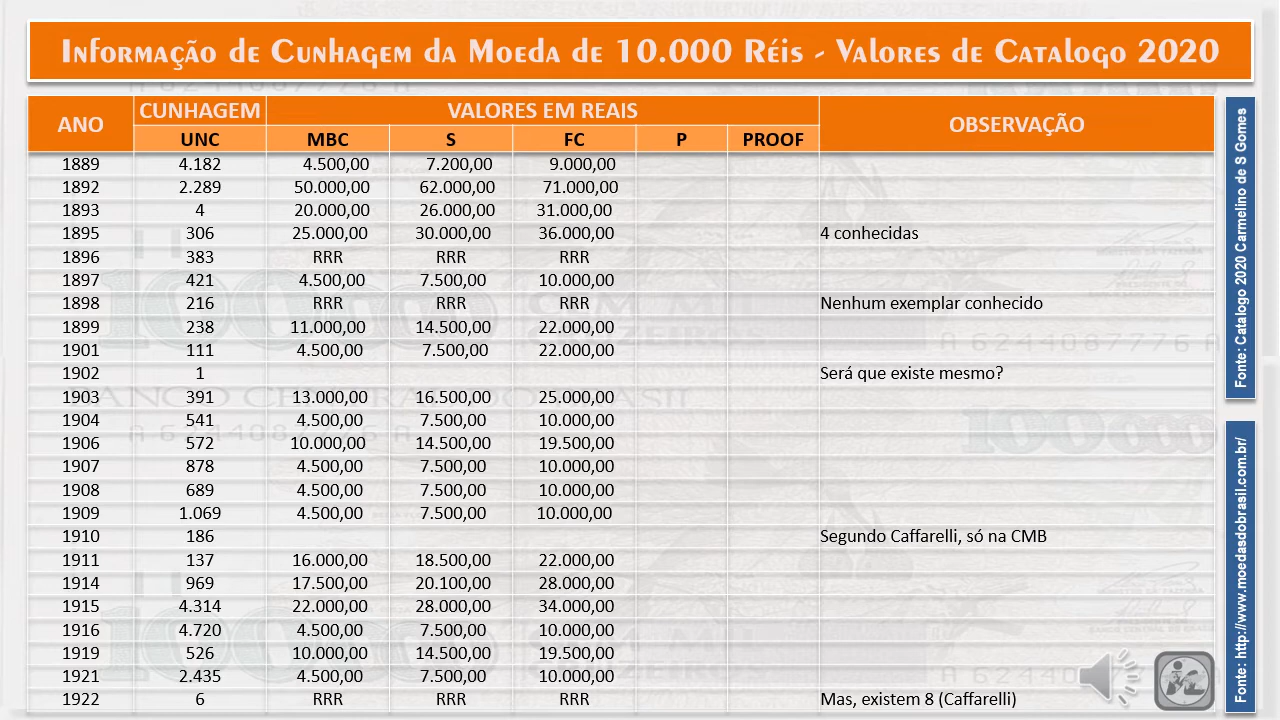 Informação de Cunhagem da Moeda de 10.000 Réis - Valores de Catalogo 2020
ANO CUNHAGEM VALORES EM REAIS OBSERVAÇÃO
UNC MBC S FC P PROOF
1889 4.182 4.500,00 7.200,00 9.000,00
1892 2.289 50.000,00 62.000,00 71.000,00
1893 4 20.000,00 26.000,00 31.000,00
1895 306 25.000,00 30.000,00 36.000,00 4 conhecidas
1896 383 RRR RRR RRR
1897 421 4.500,00 7.500,00 10.000,00
1898 216 RRR RRR RRR Nenhum exemplar conhecido
1899 238 11.000,00 14.500,00 22.000,00
1901 111 4.500,00 7.500,00 22.000,00
1902 1 Será que existe mesmo?
1903 391 13.000,00 16.500,00 25.000,00
1904 541 4.500,00 7.500,00 10.000,00
1906 572 10.000,00 14.500,00 19.500,00
1907 878 4.500,00 7.500,00 10.000,00
1908 689 4.500,00 7.500,00 10.000,00
1909 1.069 4.500,00 7.500,00 10.000,00
1910 186 Segundo Caffarelli, só na CMB
1911 137 16.000,00 18.500,00 22.000,00
1914 969 17.500,00 20.100,00 28.000,00
1915 4.314 22.000,00 28.000,00 34.000,00
1916 4.720 4.500,00 7.500,00 10.000,00
1919 526 10.000,00 14.500,00 19.500,00
1921 2.435 4.500,00 7.500,00 10.000,00
1922 6 RRR RRR RRR Mas, existem 8 (Caffarelli)
Fonte: Catalogo 2020 Carmelino de S Gomes
Fonte: http://www.moedasdobrasil.com.br/
A 6244087776 A
100000